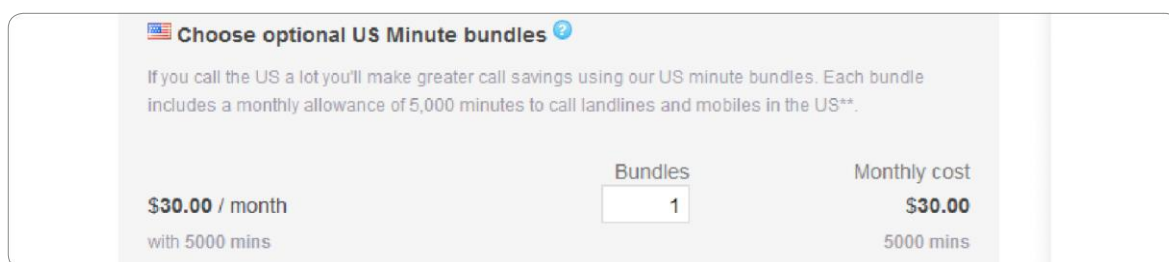 Choose optional US Minute bundles ?
If you call the US a lot you'll make greater call savings using our US minute bundles. Each bundle
includes a monthly allowance of 5,000 minutes to call landlines and mobiles in the US**.
Bundles Monthly cost
$30.00 / month 1 $30.00
with 5000 mins 5000 mins